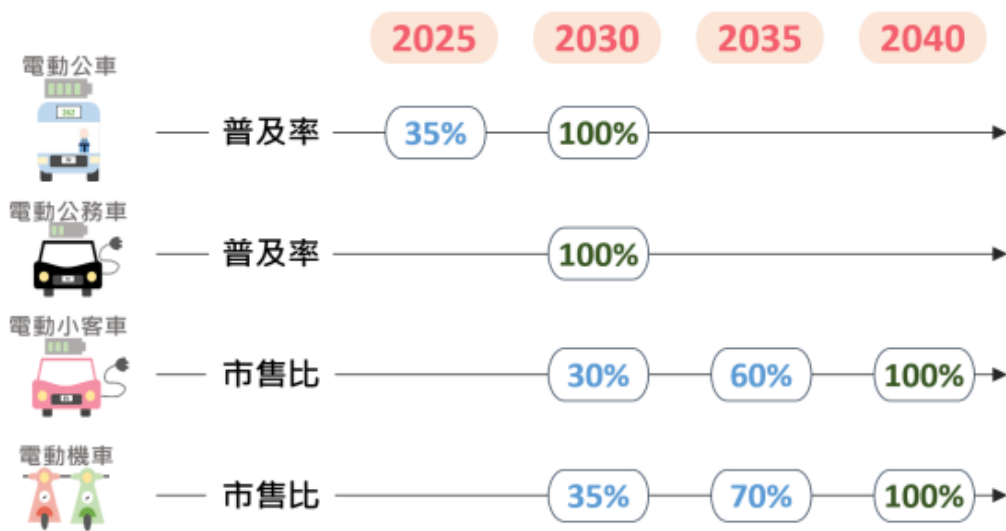 2025 2030 2035 2040
電動公車
普及率 35% 100%
電動公務車
普及率 100%
電動小客車
市售比 30% 60% 100%
電動機車
市售比 35% 70% 100%